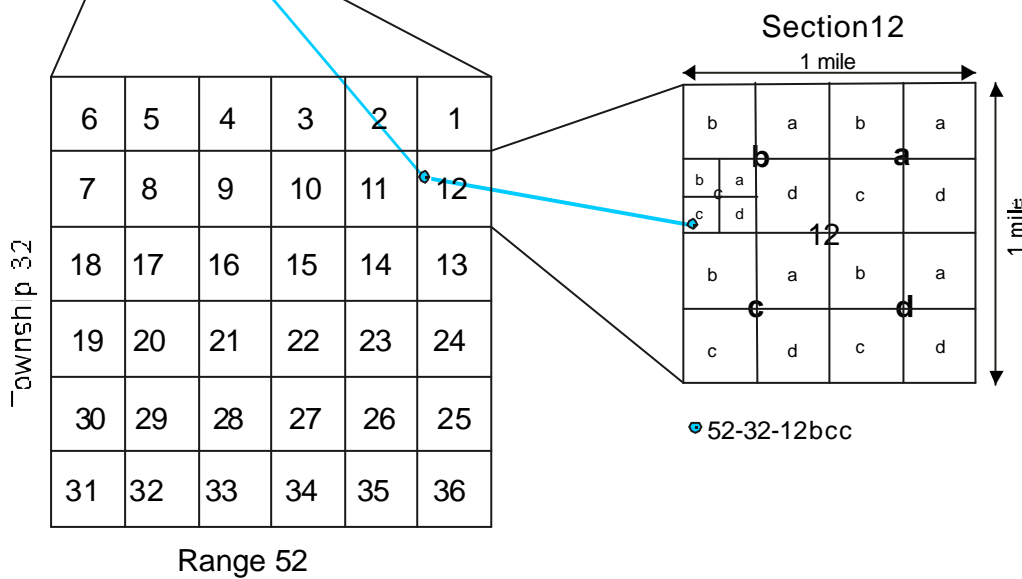 Section12
1 mile
6 5 4 3 2 1
7 8 9 10 11 12
18 17 16 15 14 13
19 20 21 22 23 24
30 29 28 27 26 25
31 32 33 34 35 36
Township 32
Range 52
b a b a
b a
b a
c
d c d
c d
12
b a b a
c d
c d c d
1 mile
52-32-12bcc